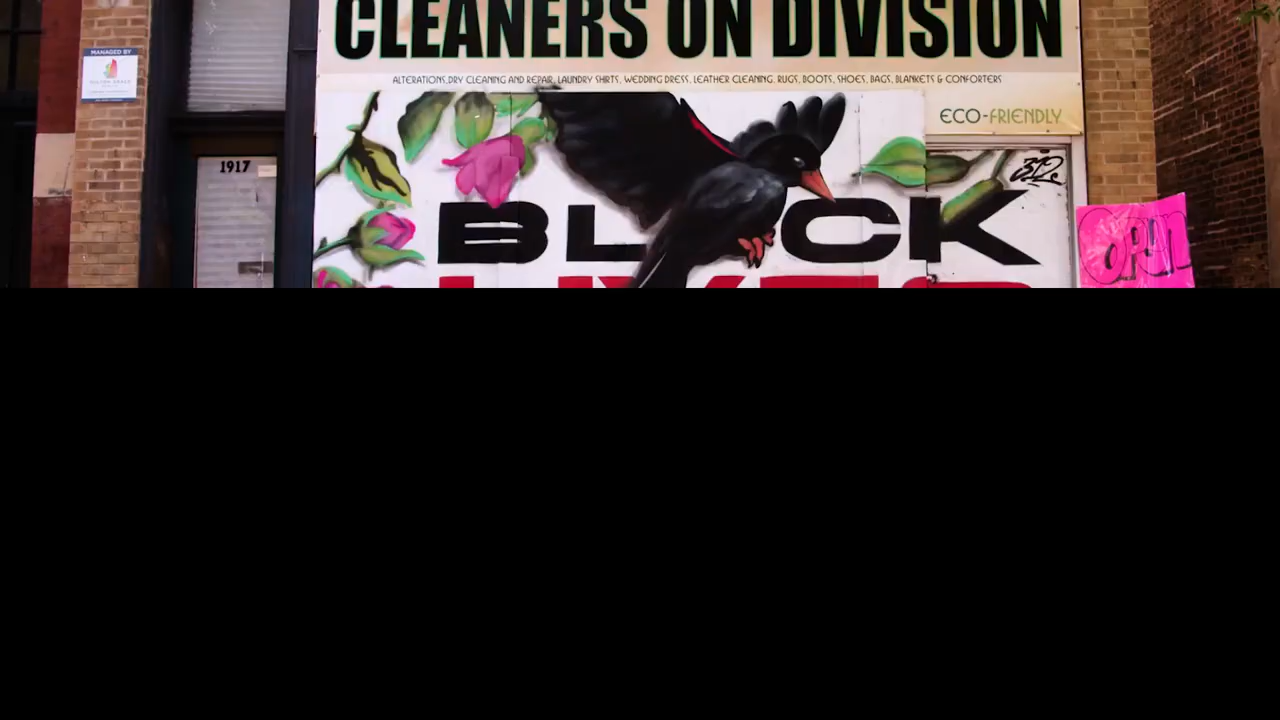 CLEANERS ON DIVISION
ALTERATIONS, DRY CLEANING AND REPAIR, LAUNDRY SHIRTS, WEDDING DRESS, LEATHER CLEANING, RUGS, BOOTS, SHOES, BAGS, BLANKETS & CONFORTERS
ECO-FRIENDLY
MANAGED BY
1917
312
BL CK
OPEN